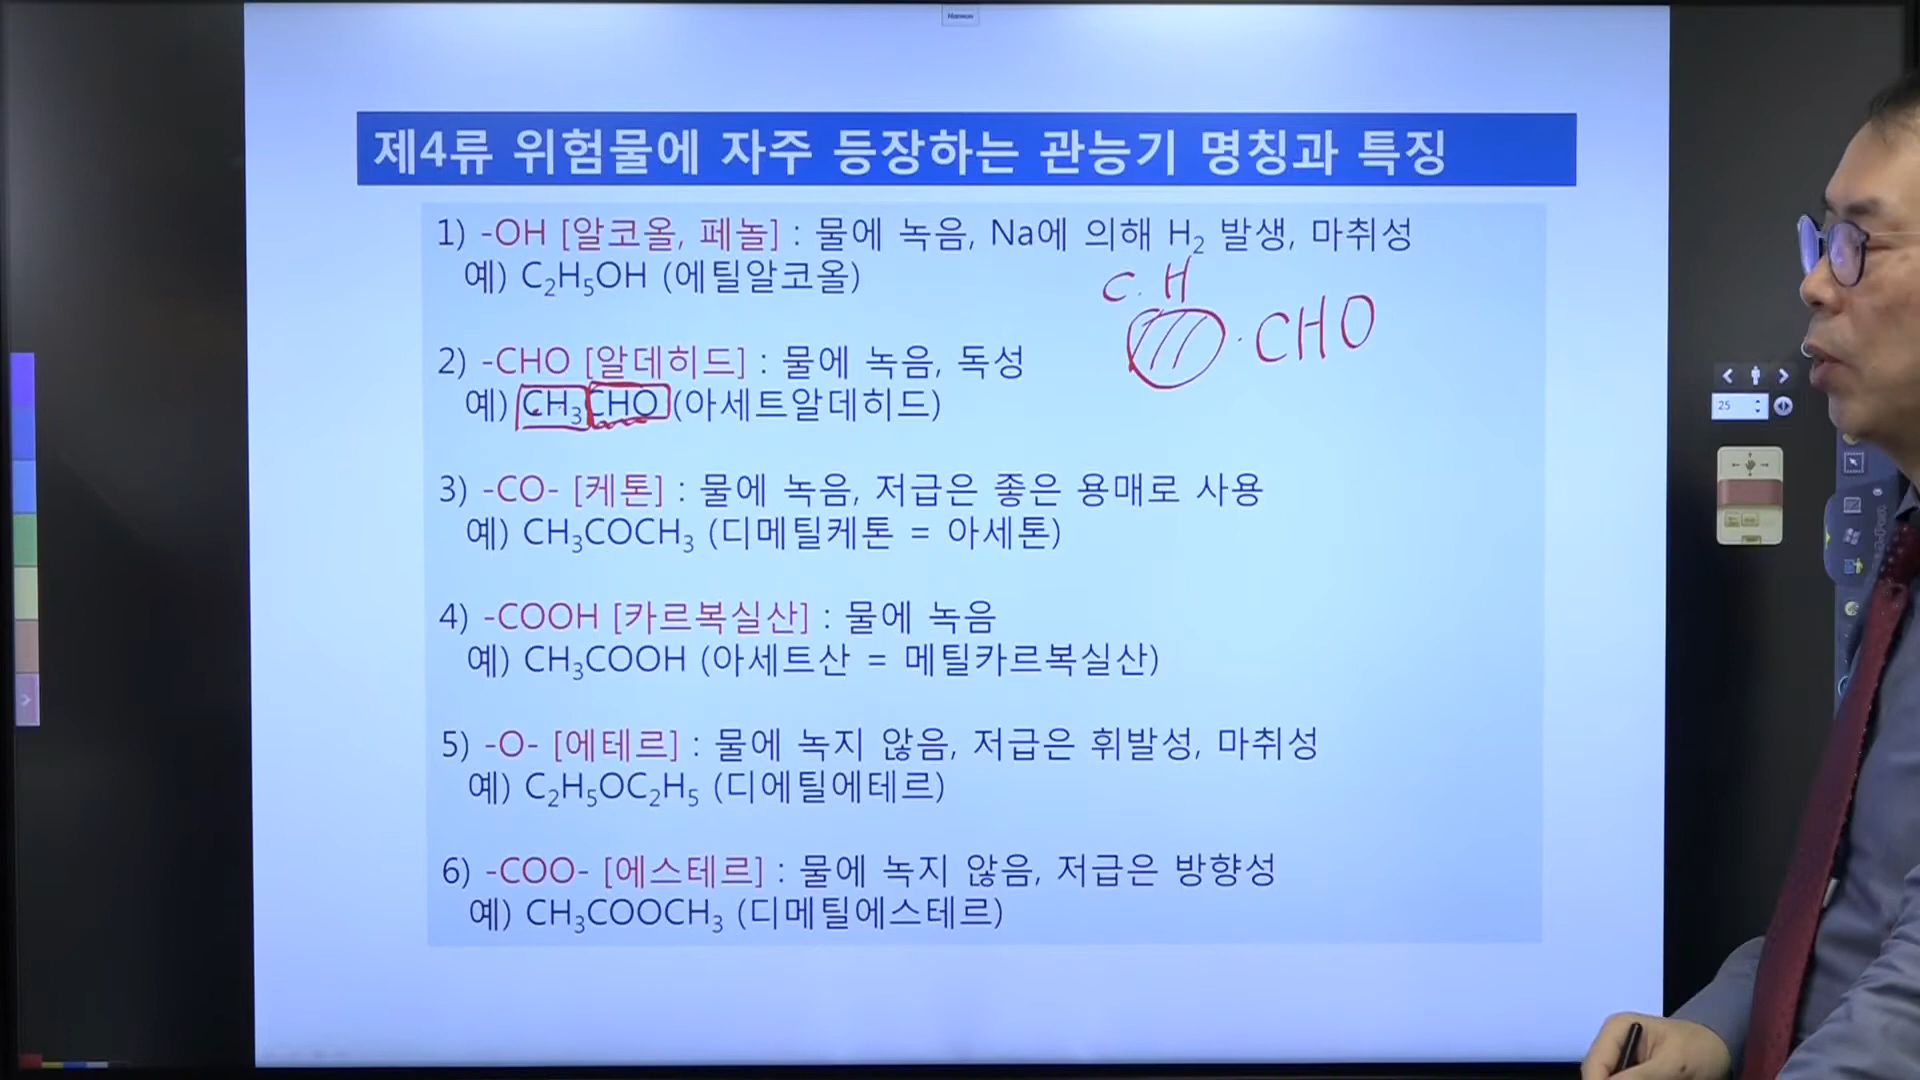 Hanwon
제4류 위험물에 자주 등장하는 관능기 명칭과 특징
1) -OH [알코올, 페놀] : 물에 녹음, Na에 의해 H₂ 발생, 마취성
예) C₂H₅OH (에틸알코올)
C. H
·CHO
2) -CHO [알데히드] : 물에 녹음, 독성
예) CH₃CHO (아세트알데히드)
3) -CO- [케톤] : 물에 녹음, 저급은 좋은 용매로 사용
예) CH₃COCH₃ (디메틸케톤 = 아세톤)
4) -COOH [카르복실산] : 물에 녹음
예) CH₃COOH (아세트산 = 메틸카르복실산)
5) -O- [에테르] : 물에 녹지 않음, 저급은 휘발성, 마취성
예) C₂H₅OC₂H₅ (디에틸에테르)
6) -COO- [에스테르] : 물에 녹지 않음, 저급은 방향성
예) CH₃COOCH₃ (디메틸에스테르)
25